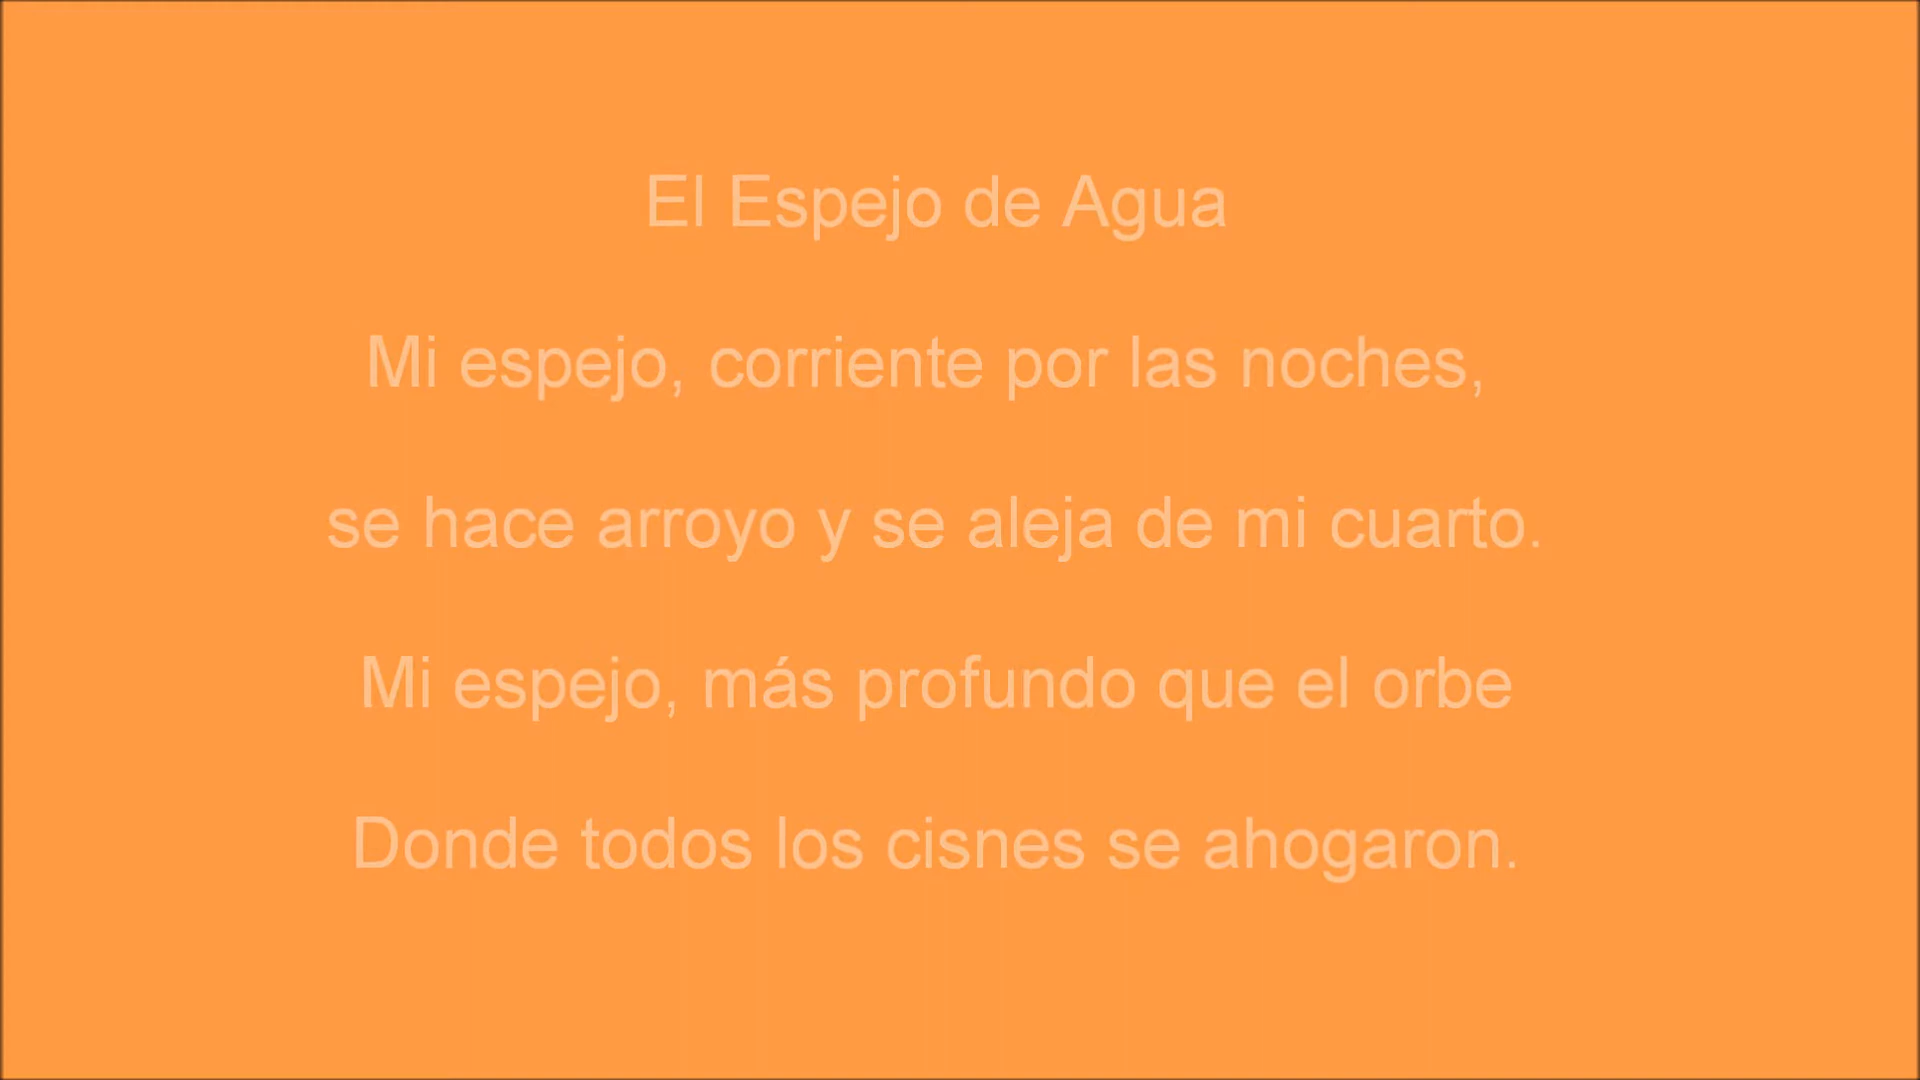 El Espejo de Agua
Mi espejo, corriente por las noches,
se hace arroyo y se aleja de mi cuarto.
Mi espejo, más profundo que el orbe
Donde todos los cisnes se ahogaron.